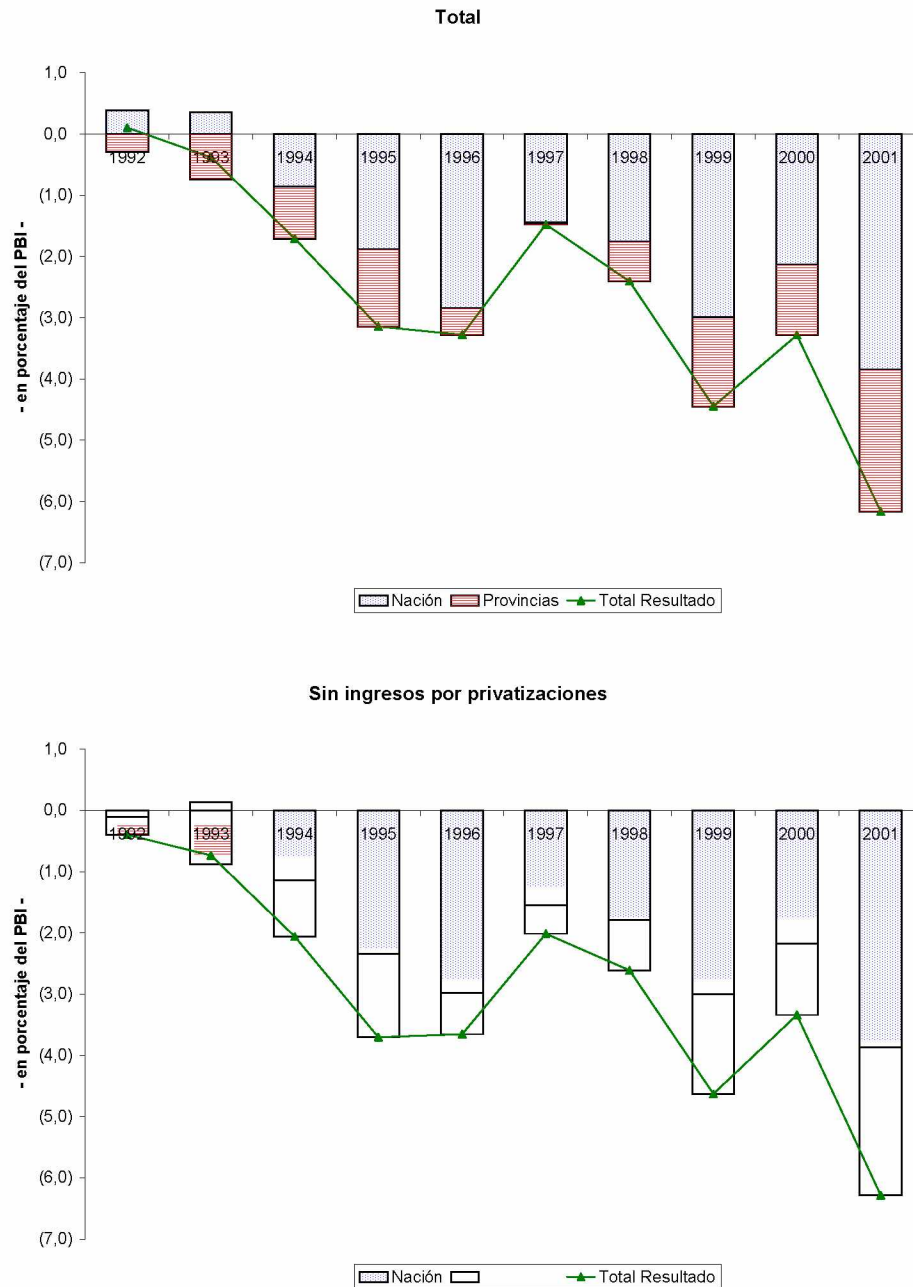 Total
1,0
0,0
(1,0)
(2,0)
(3,0)
(4,0)
(5,0)
(6,0)
(7,0)
- en porcentaje del PBI -
1992 1993 1994 1995 1996 1997 1998 1999 2000 2001
Nación Provincias Total Resultado
Sin ingresos por privatizaciones
1,0
0,0
(1,0)
(2,0)
(3,0)
(4,0)
(5,0)
(6,0)
(7,0)
- en porcentaje del PBI -
1992 1993 1994 1995 1996 1997 1998 1999 2000 2001
Nación Total Resultado